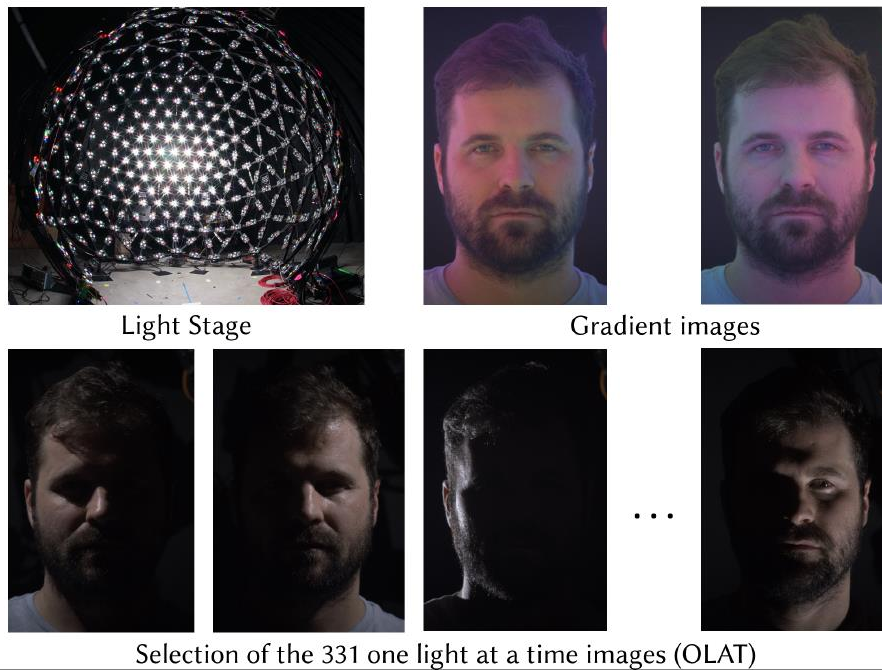 Light Stage
Gradient images
...
Selection of the 331 one light at a time images (OLAT)